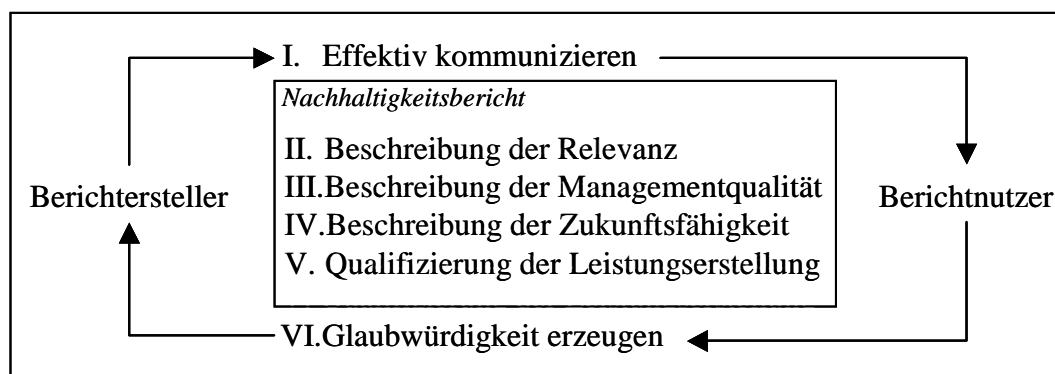 I. Effektiv kommunizieren
Nachhaltigkeitsbericht
II. Beschreibung der Relevanz
III.Beschreibung der Managementqualität
Berichtersteller
Berichtnutzer
IV.Beschreibung der Zukunftsfähigkeit
V. Qualifizierung der Leistungserstellung
VI.Glaubwürdigkeit erzeugen